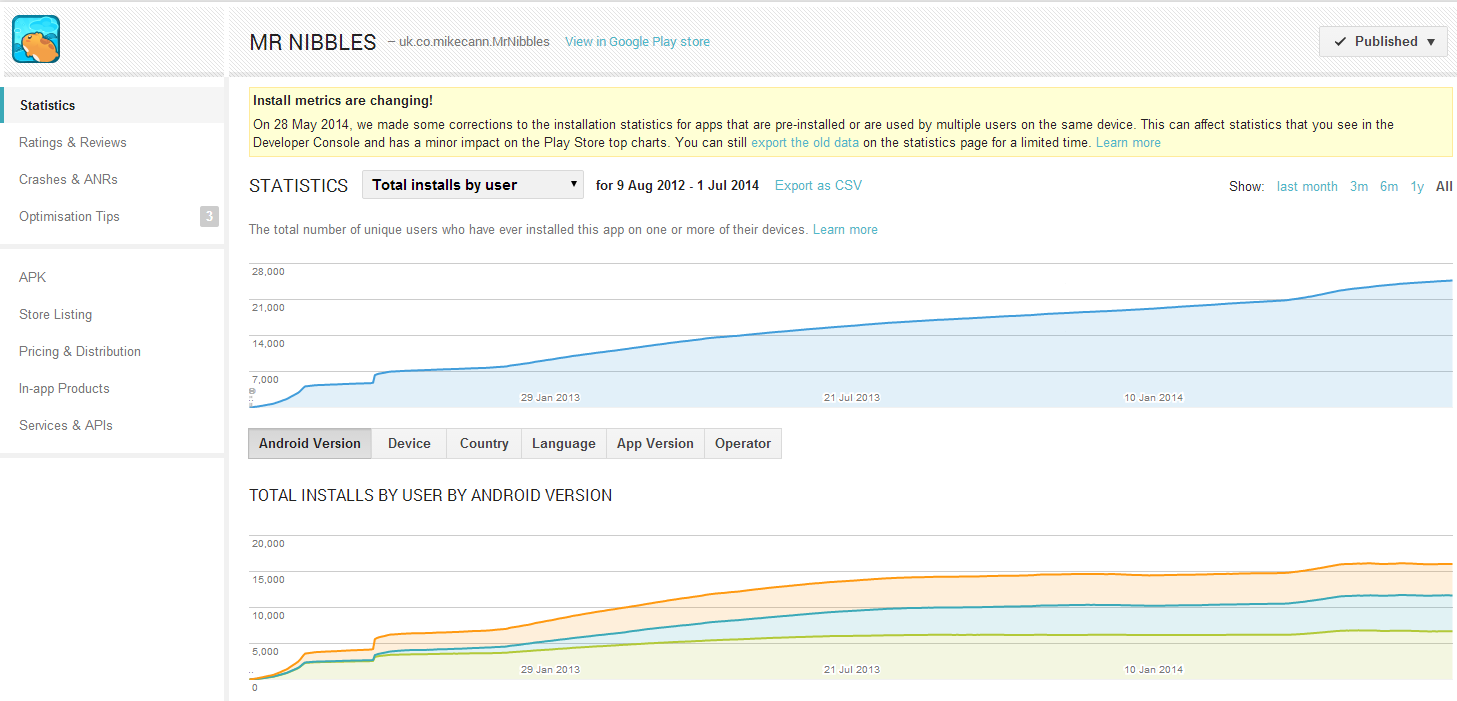 MR NIBBLES – uk.co.mikecann.MrNibbles View in Google Play store
Published
Statistics
Ratings & Reviews
Crashes & ANRs
Optimisation Tips 3
APK
Store Listing
Pricing & Distribution
In-app Products
Services & APIs
Install metrics are changing!
On 28 May 2014, we made some corrections to the installation statistics for apps that are pre-installed or are used by multiple users on the same device. This can affect statistics that you see in the
Developer Console and has a minor impact on the Play Store top charts. You can still export the old data on the statistics page for a limited time. Learn more
STATISTICS Total installs by user for 9 Aug 2012 - 1 Jul 2014 Export as CSV
Show: last month 3m 6m 1y All
The total number of unique users who have ever installed this app on one or more of their devices. Learn more
28,000
21,000
14,000
7,000
29 Jan 2013 21 Jul 2013 10 Jan 2014
Android Version Device Country Language App Version Operator
TOTAL INSTALLS BY USER BY ANDROID VERSION
20,000
15,000
10,000
5,000
29 Jan 2013 21 Jul 2013 10 Jan 2014
0